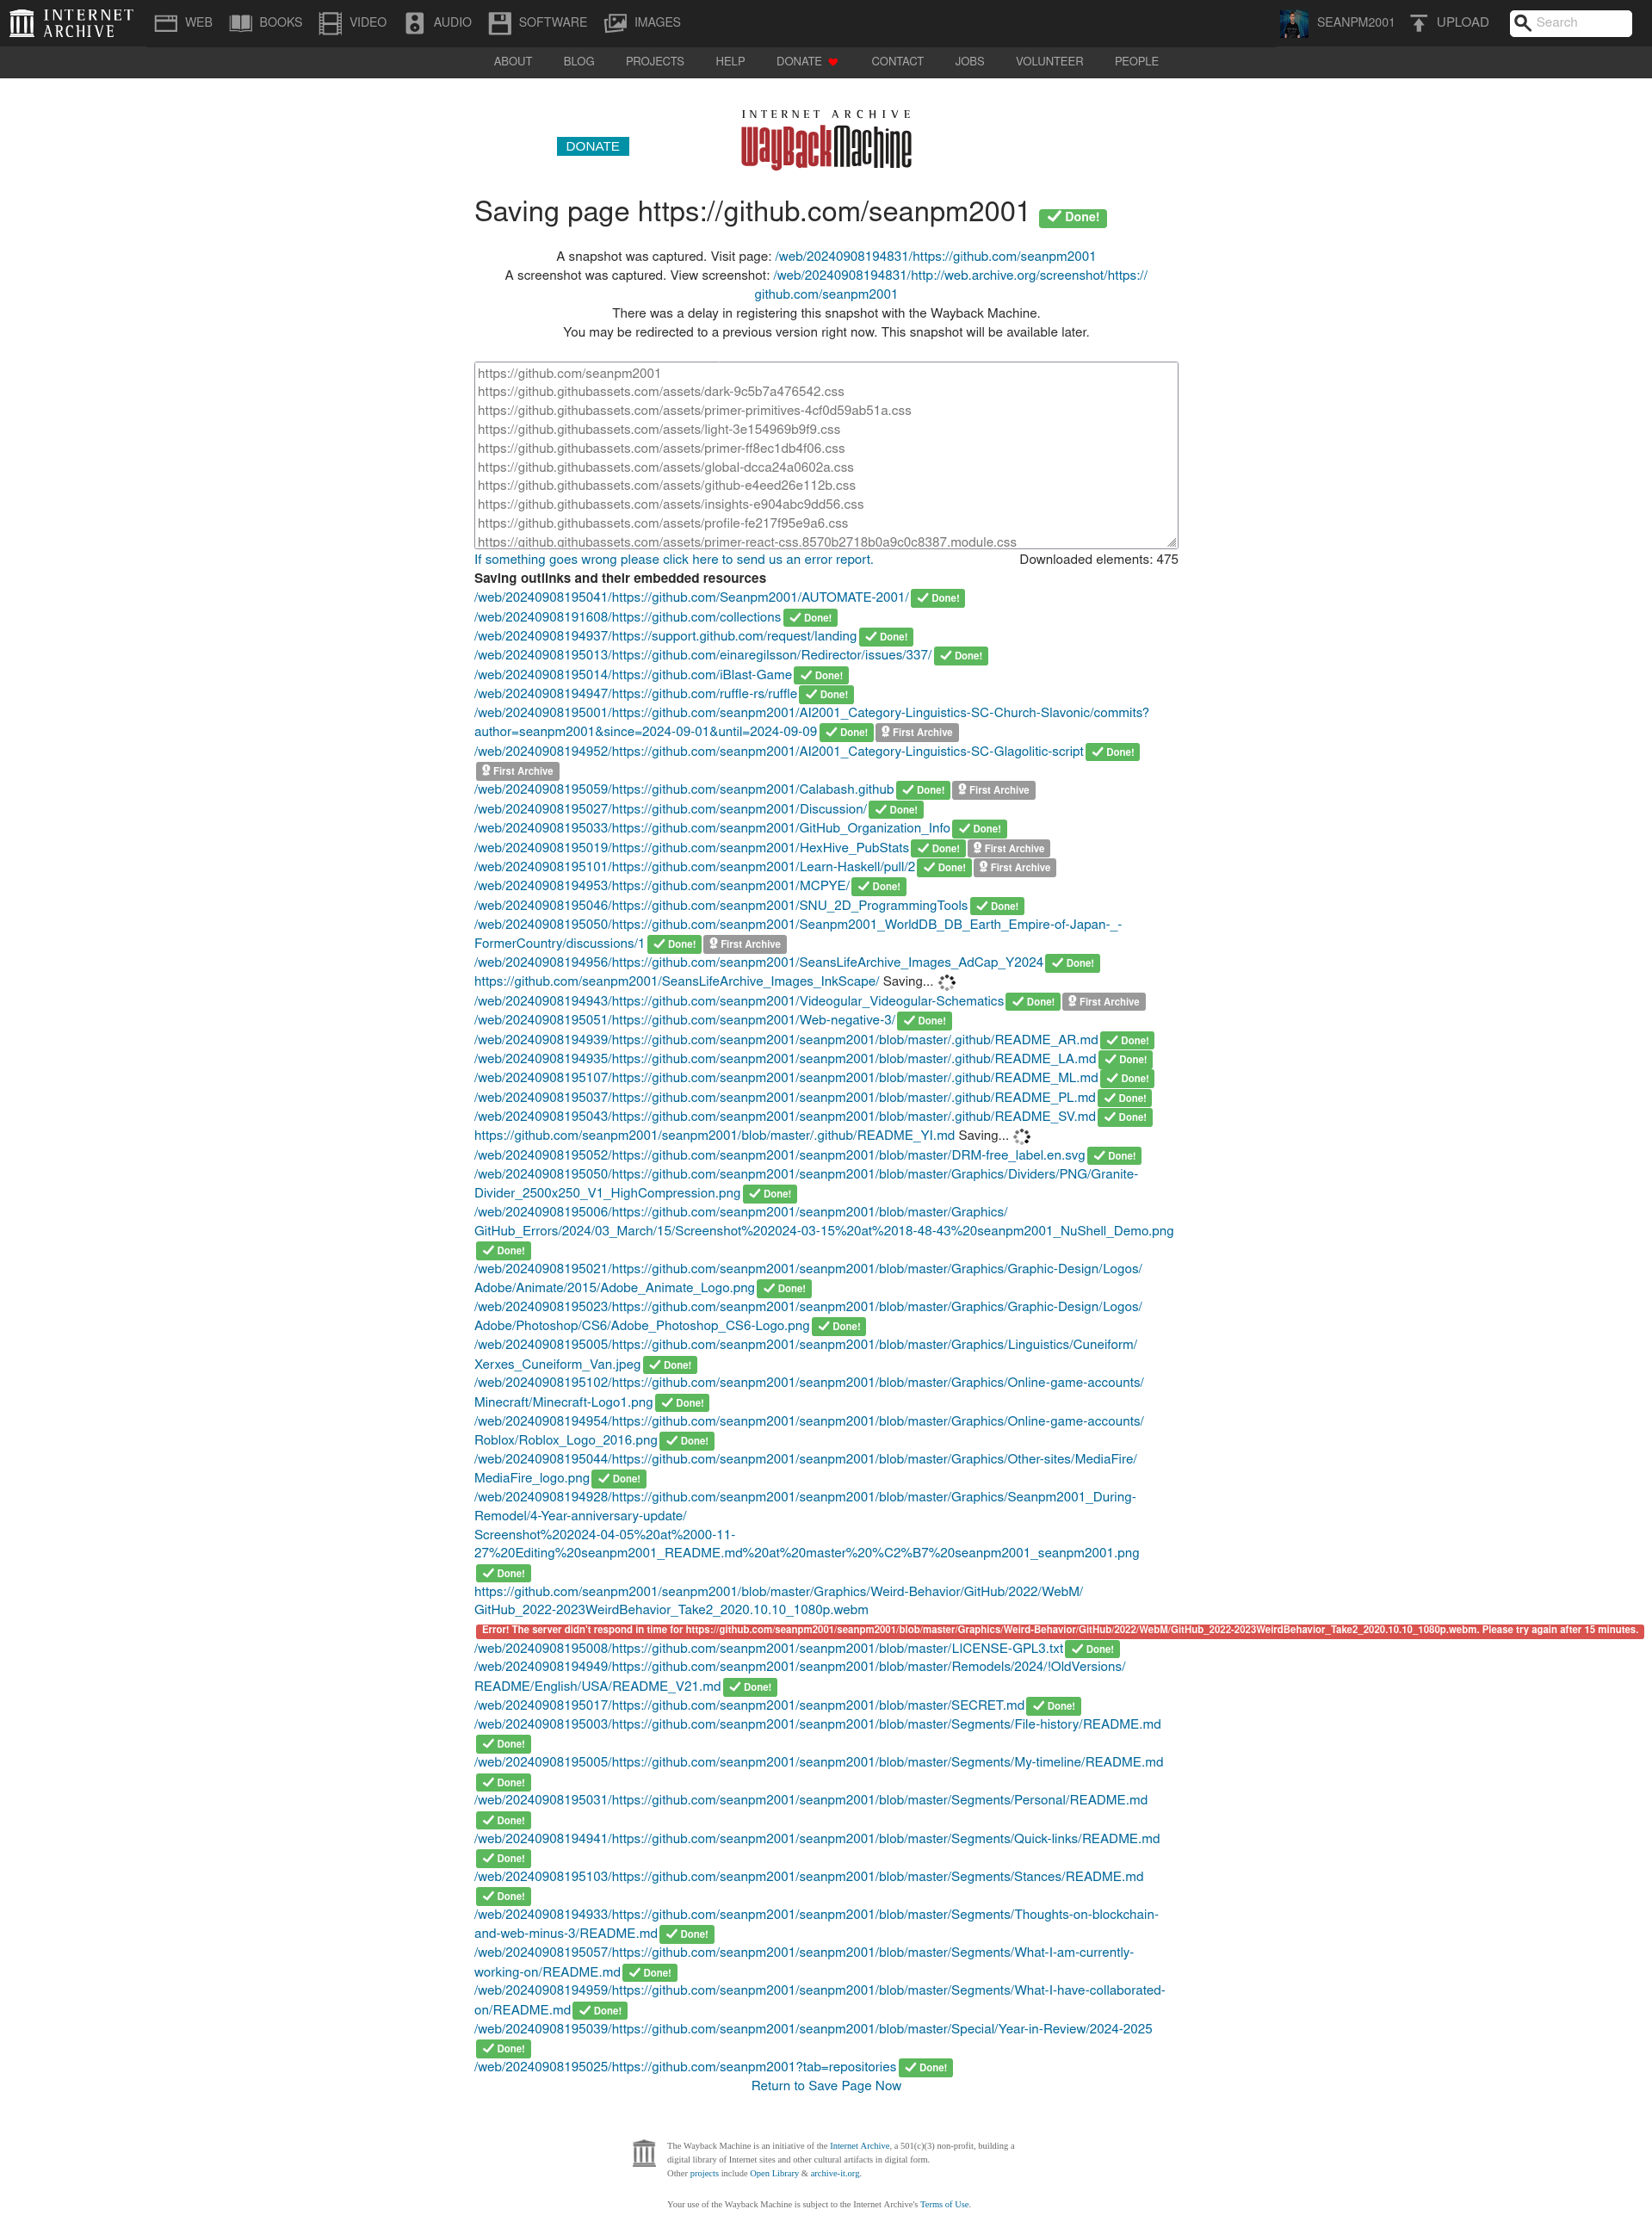 INTERNET ARCHIVE WEB BOOKS VIDEO AUDIO SOFTWARE IMAGES SEANPM2001 UPLOAD Search
ABOUT BLOG PROJECTS HELP DONATE CONTACT JOBS VOLUNTEER PEOPLE
INTERNET ARCHIVE
DONATE WayBackMachine
Saving page https://github.com/seanpm2001 Done!
A snapshot was captured. Visit page: /web/20240908194831/https://github.com/seanpm2001
A screenshot was captured. View screenshot: /web/20240908194831/http://web.archive.org/screenshot/https://
github.com/seanpm2001
There was a delay in registering this snapshot with the Wayback Machine.
You may be redirected to a previous version right now. This snapshot will be available later.
https://github.com/seanpm2001
https://github.githubassets.com/assets/dark-9c5b7a476542.css
https://github.githubassets.com/assets/primer-primitives-4cf0d59ab51a.css
https://github.githubassets.com/assets/light-3e154969b9f9.css
https://github.githubassets.com/assets/primer-ff8ec1db4f06.css
https://github.githubassets.com/assets/global-dcca24a0602a.css
https://github.githubassets.com/assets/github-e4eed26e112b.css
https://github.githubassets.com/assets/insights-e904abc9dd56.css
https://github.githubassets.com/assets/profile-fe217f95e9a6.css
https://github.githubassets.com/assets/primer-react-css.8570b2718b0a9c0c8387.module.css
If something goes wrong please click here to send us an error report. Downloaded elements: 475
Saving outlinks and their embedded resources
/web/20240908195041/https://github.com/Seanpm2001/AUTOMATE-2001/ Done!
/web/20240908191608/https://github.com/collections Done!
/web/20240908194937/https://support.github.com/request/landing Done!
/web/20240908195013/https://github.com/einaregilsson/Redirector/issues/337/ Done!
/web/20240908195014/https://github.com/iBlast-Game Done!
/web/20240908194947/https://github.com/ruffle-rs/ruffle Done!
/web/20240908195001/https://github.com/seanpm2001/AI2001_Category-Linguistics-SC-Church-Slavonic/commits?
author=seanpm2001&since=2024-09-01&until=2024-09-09 Done! First Archive
/web/20240908194952/https://github.com/seanpm2001/AI2001_Category-Linguistics-SC-Glagolitic-script Done!
First Archive
/web/20240908195059/https://github.com/seanpm2001/Calabash.github Done! First Archive
/web/20240908195027/https://github.com/seanpm2001/Discussion/ Done!
/web/20240908195033/https://github.com/seanpm2001/GitHub_Organization_Info Done!
/web/20240908195019/https://github.com/seanpm2001/HexHive_PubStats Done! First Archive
/web/20240908195101/https://github.com/seanpm2001/Learn-Haskell/pull/2 Done! First Archive
/web/20240908194953/https://github.com/seanpm2001/MCPYE/ Done!
/web/20240908195046/https://github.com/seanpm2001/SNU_2D_ProgrammingTools Done!
/web/20240908195050/https://github.com/seanpm2001/Seanpm2001_WorldDB_DB_Earth_Empire-of-Japan-_-
FormerCountry/discussions/1 Done! First Archive
/web/20240908194956/https://github.com/seanpm2001/SeansLifeArchive_Images_AdCap_Y2024 Done!
https://github.com/seanpm2001/SeansLifeArchive_Images_InkScape/ Saving...
/web/20240908194943/https://github.com/seanpm2001/Videogular_Videogular-Schematics Done! First Archive
/web/20240908195051/https://github.com/seanpm2001/Web-negative-3/ Done!
/web/20240908194939/https://github.com/seanpm2001/seanpm2001/blob/master/.github/README_AR.md Done!
/web/20240908194935/https://github.com/seanpm2001/seanpm2001/blob/master/.github/README_LA.md Done!
/web/20240908195107/https://github.com/seanpm2001/seanpm2001/blob/master/.github/README_ML.md Done!
/web/20240908195037/https://github.com/seanpm2001/seanpm2001/blob/master/.github/README_PL.md Done!
/web/20240908195043/https://github.com/seanpm2001/seanpm2001/blob/master/.github/README_SV.md Done!
https://github.com/seanpm2001/seanpm2001/blob/master/.github/README_YI.md Saving...
/web/20240908195052/https://github.com/seanpm2001/seanpm2001/blob/master/DRM-free_label.en.svg Done!
/web/20240908195050/https://github.com/seanpm2001/seanpm2001/blob/master/Graphics/Dividers/PNG/Granite-
Divider_2500x250_V1_HighCompression.png Done!
/web/20240908195006/https://github.com/seanpm2001/seanpm2001/blob/master/Graphics/
GitHub_Errors/2024/03_March/15/Screenshot%202024-03-15%20at%2018-48-43%20seanpm2001_NuShell_Demo.png
Done!
/web/20240908195021/https://github.com/seanpm2001/seanpm2001/blob/master/Graphics/Graphic-Design/Logos/
Adobe/Animate/2015/Adobe_Animate_Logo.png Done!
/web/20240908195023/https://github.com/seanpm2001/seanpm2001/blob/master/Graphics/Graphic-Design/Logos/
Adobe/Photoshop/CS6/Adobe_Photoshop_CS6-Logo.png Done!
/web/20240908195005/https://github.com/seanpm2001/seanpm2001/blob/master/Graphics/Linguistics/Cuneiform/
Xerxes_Cuneiform_Van.jpeg Done!
/web/20240908195102/https://github.com/seanpm2001/seanpm2001/blob/master/Graphics/Online-game-accounts/
Minecraft/Minecraft-Logo1.png Done!
/web/20240908194954/https://github.com/seanpm2001/seanpm2001/blob/master/Graphics/Online-game-accounts/
Roblox/Roblox_Logo_2016.png Done!
/web/20240908195044/https://github.com/seanpm2001/seanpm2001/blob/master/Graphics/Other-sites/MediaFire/
MediaFire_logo.png Done!
/web/20240908194928/https://github.com/seanpm2001/seanpm2001/blob/master/Graphics/Seanpm2001_During-
Remodel/4-Year-anniversary-update/
Screenshot%202024-04-05%20at%2000-11-
27%20Editing%20seanpm2001_README.md%20at%20master%20%C2%B7%20seanpm2001_seanpm2001.png
Done!
https://github.com/seanpm2001/seanpm2001/blob/master/Graphics/Weird-Behavior/GitHub/2022/WebM/
GitHub_2022-2023WeirdBehavior_Take2_2020.10.10_1080p.webm
Error! The server didn't respond in time for https://github.com/seanpm2001/seanpm2001/blob/master/Graphics/Weird-Behavior/GitHub/2022/WebM/GitHub_2022-2023WeirdBehavior_Take2_2020.10.10_1080p.webm. Please try again after 15 minutes.
/web/20240908195008/https://github.com/seanpm2001/seanpm2001/blob/master/LICENSE-GPL3.txt Done!
/web/20240908194949/https://github.com/seanpm2001/seanpm2001/blob/master/Remodels/2024/!OldVersions/
README/English/USA/README_V21.md Done!
/web/20240908195017/https://github.com/seanpm2001/seanpm2001/blob/master/SECRET.md Done!
/web/20240908195003/https://github.com/seanpm2001/seanpm2001/blob/master/Segments/File-history/README.md
Done!
/web/20240908195005/https://github.com/seanpm2001/seanpm2001/blob/master/Segments/My-timeline/README.md
Done!
/web/20240908195031/https://github.com/seanpm2001/seanpm2001/blob/master/Segments/Personal/README.md
Done!
/web/20240908194941/https://github.com/seanpm2001/seanpm2001/blob/master/Segments/Quick-links/README.md
Done!
/web/20240908195103/https://github.com/seanpm2001/seanpm2001/blob/master/Segments/Stances/README.md
Done!
/web/20240908194933/https://github.com/seanpm2001/seanpm2001/blob/master/Segments/Thoughts-on-blockchain-
and-web-minus-3/README.md Done!
/web/20240908195057/https://github.com/seanpm2001/seanpm2001/blob/master/Segments/What-I-am-currently-
working-on/README.md Done!
/web/20240908194959/https://github.com/seanpm2001/seanpm2001/blob/master/Segments/What-I-have-collaborated-
on/README.md Done!
/web/20240908195039/https://github.com/seanpm2001/seanpm2001/blob/master/Special/Year-in-Review/2024-2025
Done!
/web/20240908195025/https://github.com/seanpm2001?tab=repositories Done!
Return to Save Page Now
The Wayback Machine is an initiative of the Internet Archive, a 501(c)(3) non-profit, building a
digital library of Internet sites and other cultural artifacts in digital form.
Other projects include Open Library & archive-it.org.
Your use of the Wayback Machine is subject to the Internet Archive's Terms of Use.